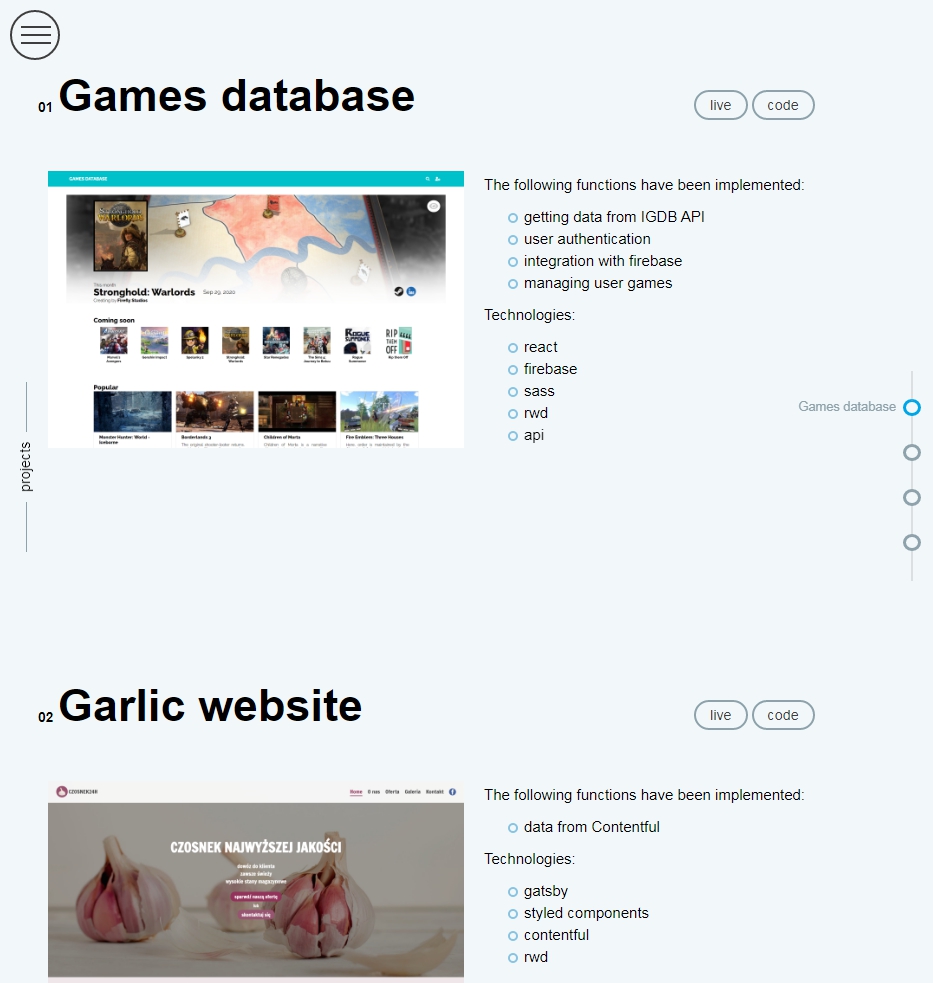 01 Games database
live code
GAMES DATABASE
This month
Stronghold: Warlords Sep 29, 2020
Creating by Firefly Studios
Coming soon
Popular
Monster Hunter: World - Iceborne
Borderlands 3
Children of Morta
Fire Emblem: Three Houses
The following functions have been implemented:
getting data from IGDB API
user authentication
integration with firebase
managing user games
Technologies:
react
firebase
sass
rwd
api
projects
Games database
02 Garlic website
live code
CZOSNEK24H
Home O nas Oferta Galeria Kontakt
CZOSNEK NAJWYŻSZEJ JAKOŚCI
dowóz do klienta
zawsze świeży
wysokie stany magazynowe
sprawdź naszą ofertę
lub
skontaktuj się
The following functions have been implemented:
data from Contentful
Technologies:
gatsby
styled components
contentful
rwd